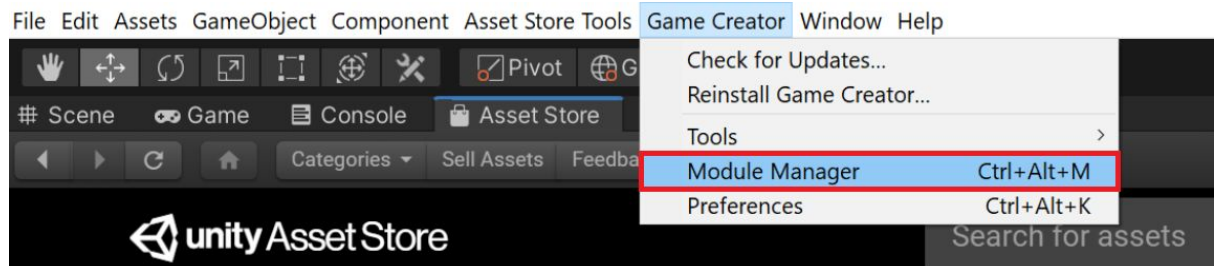 File Edit Assets GameObject Component Asset Store Tools Game Creator Window Help
Pivot G
Check for Updates...
Reinstall Game Creator...
# Scene Game Console Asset Store
Tools >
Categories Sell Assets Feedba
Module Manager Ctrl+Alt+M
Preferences Ctrl+Alt+K
unity Asset Store
Search for assets